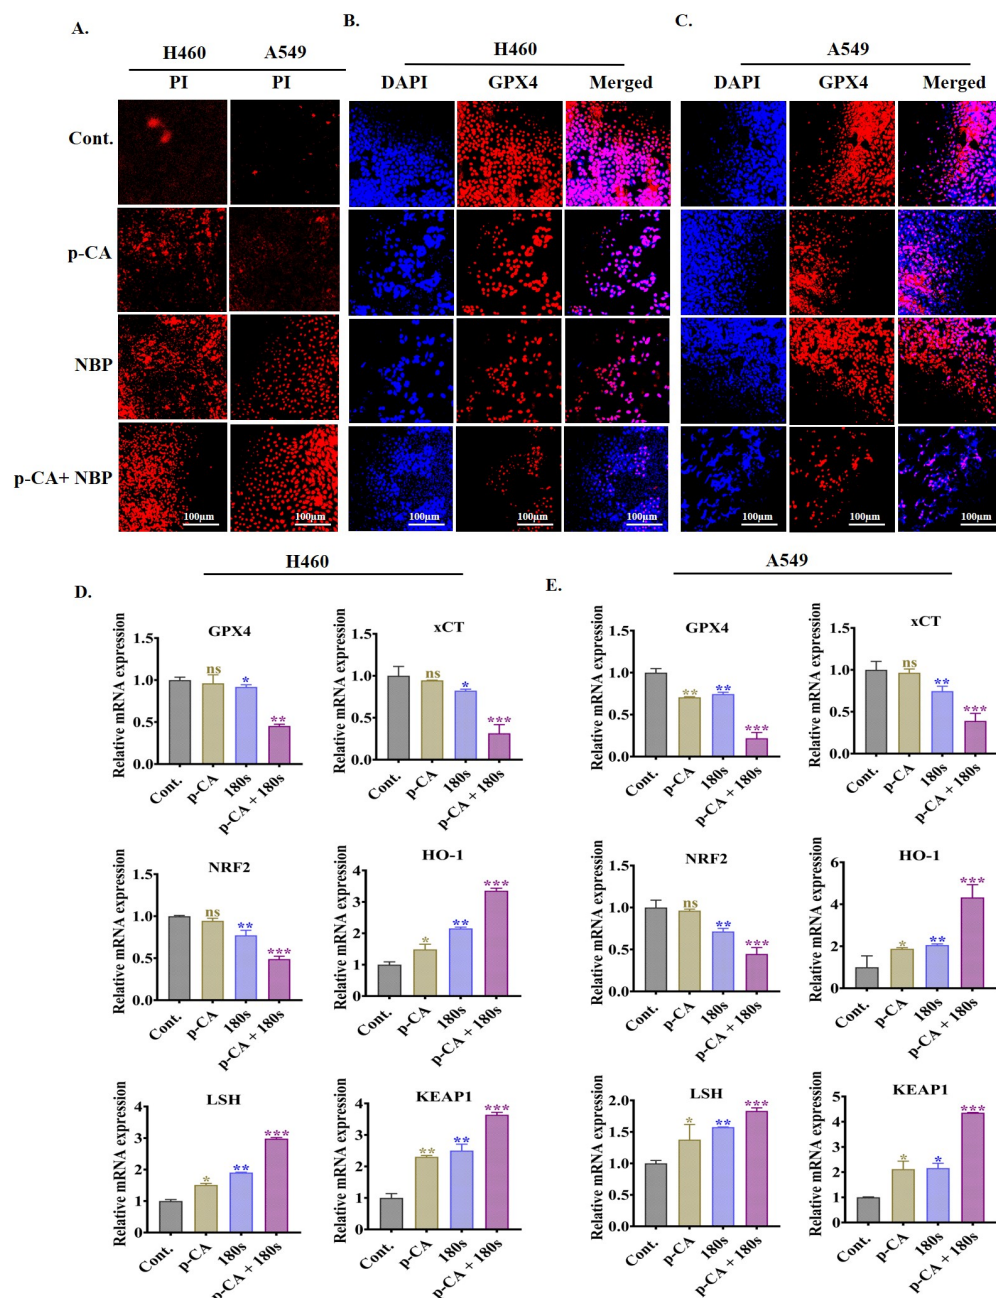 A.
B.
C.
H460
A549
H460
A549
PI
PI
DAPI
GPX4
Merged
DAPI
GPX4
Merged
Cont.
p-CA
NBP
p-CA+ NBP
100μm
100μm
100μm
100μm
100μm
100μm
100μm
100μm
H460
A549
D.
E.
GPX4
Relative mRNA expression
1.5
1.0
0.5
0.0
ns
*
**
Cont.
p-CA
180s
p-CA + 180s
xCT
Relative mRNA expression
1.5
1.0
0.5
0.0
ns
*
***
Cont.
p-CA
180s
p-CA + 180s
GPX4
Relative mRNA expression
1.5
1.0
0.5
0.0
**
**
***
Cont.
p-CA
180s
p-CA + 180s
xCT
Relative mRNA expression
1.5
1.0
0.5
0.0
ns
**
***
Cont.
p-CA
180s
p-CA + 180s
NRF2
Relative mRNA expression
1.5
1.0
0.5
0.0
ns
**
***
Cont.
p-CA
180s
p-CA + 180s
HO-1
Relative mRNA expression
4
3
2
1
0
*
**
***
Cont.
p-CA
180s
p-CA + 180s
NRF2
Relative mRNA expression
1.5
1.0
0.5
0.0
ns
**
***
Cont.
p-CA
180s
p-CA + 180s
HO-1
Relative mRNA expression
6
4
2
0
*
**
***
Cont.
p-CA
180s
p-CA + 180s
LSH
Relative mRNA expression
4
3
2
1
0
*
**
***
Cont.
p-CA
180s
p-CA + 180s
KEAP1
Relative mRNA expression
4
3
2
1
0
**
**
***
Cont.
p-CA
180s
p-CA + 180s
LSH
Relative mRNA expression
2.0
1.5
1.0
0.5
0.0
*
**
***
Cont.
p-CA
180s
p-CA + 180s
KEAP1
Relative mRNA expression
5
4
3
2
1
0
*
*
***
Cont.
p-CA
180s
p-CA + 180s